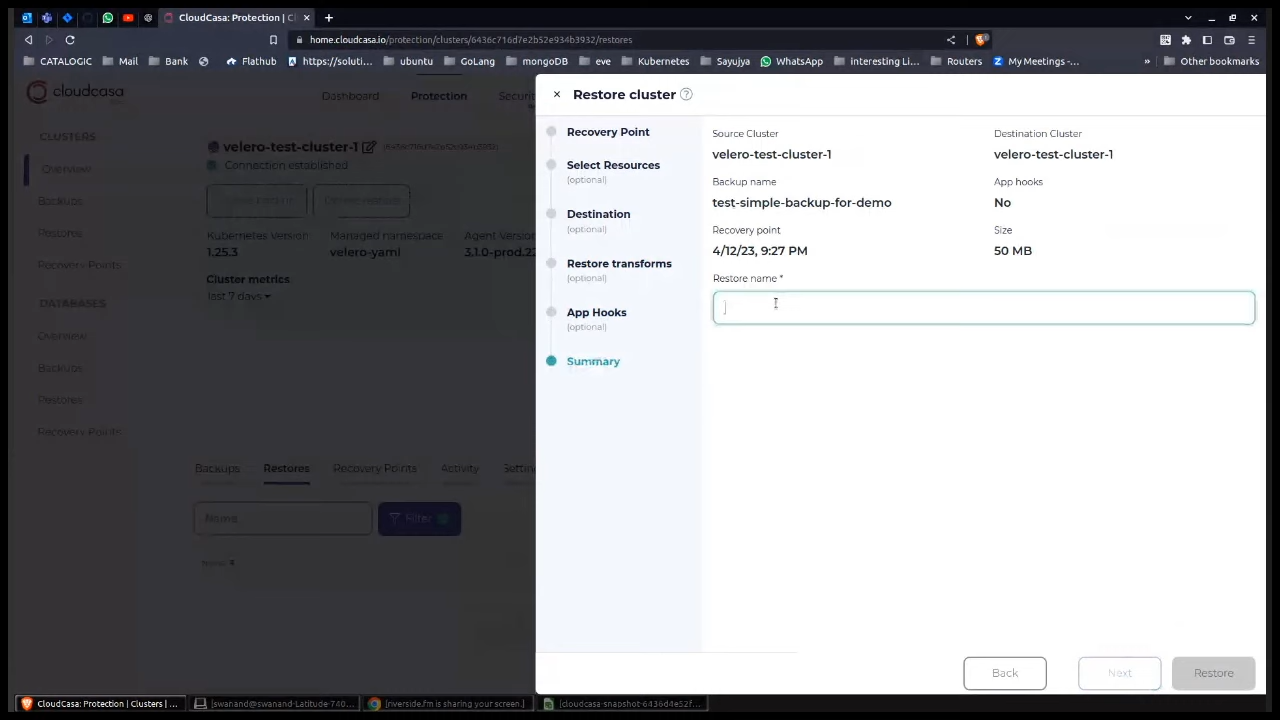 CloudCasa: Protection | Cl
home.cloudcasa.io/protection/clusters/6436c716d7e2b52e934b3932/restores
CATALOGIC Mail Bank Flathub https://soluti... ubuntu GoLang mongoDB eve Kubernetes Sayujya WhatsApp interesting Li... Routers My Meetings -... » Other bookmarks
cloudcasa Dashboard Protection Securi
CLUSTERS
Overview
Backups
Restores
Recovery Points
DATABASES
Overview
Backups
Restores
Recovery Points
velero-test-cluster-1
Connection established
Kubernetes Version
1.25.3
Managed namespace
velero-yaml
Agent Version
3.1.0-prod.22
Cluster metrics
last 7 days
Backups Restores Recovery Points Activity Settin
Name Filter
Restore cluster ?
Recovery Point
Select Resources
(optional)
Destination
(optional)
Restore transforms
(optional)
App Hooks
(optional)
Summary
Source Cluster
velero-test-cluster-1
Destination Cluster
velero-test-cluster-1
Backup name
test-simple-backup-for-demo
App hooks
No
Recovery point
4/12/23, 9:27 PM
Size
50 MB
Restore name *
Back Next Restore
CloudCasa: Protection | Clusters | ... [swanand@swanand-Latitude-740... [riverside.fm is sharing your screen.] [cloudcasa-snapshot-6436d4e52f...